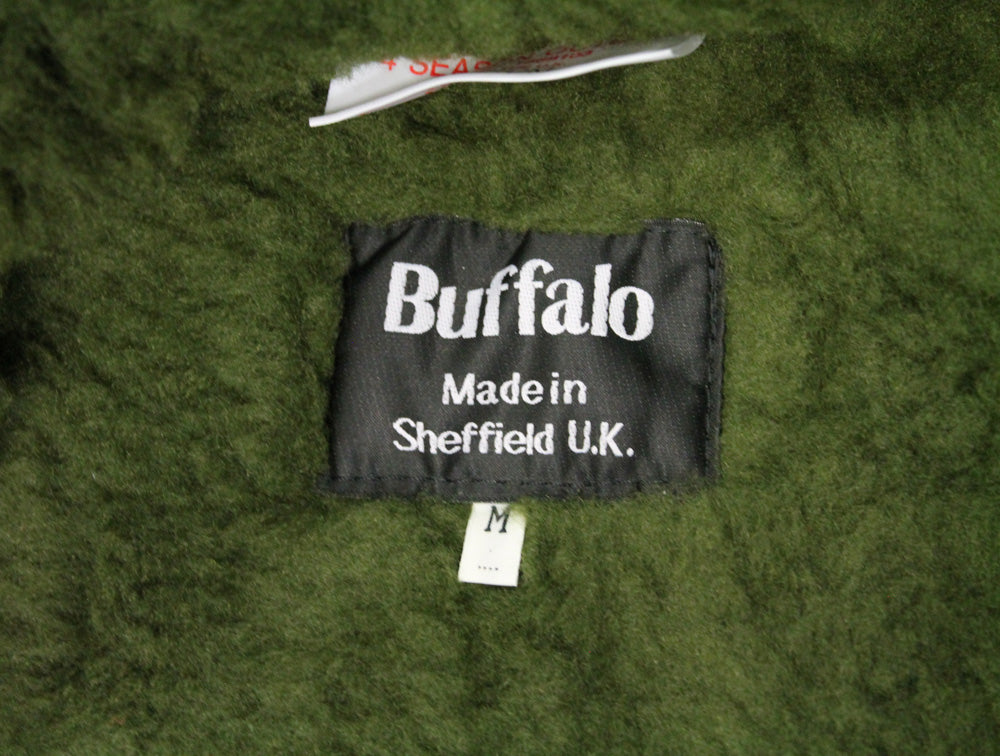 Buffalo
Made in
Sheffield U.K.
M